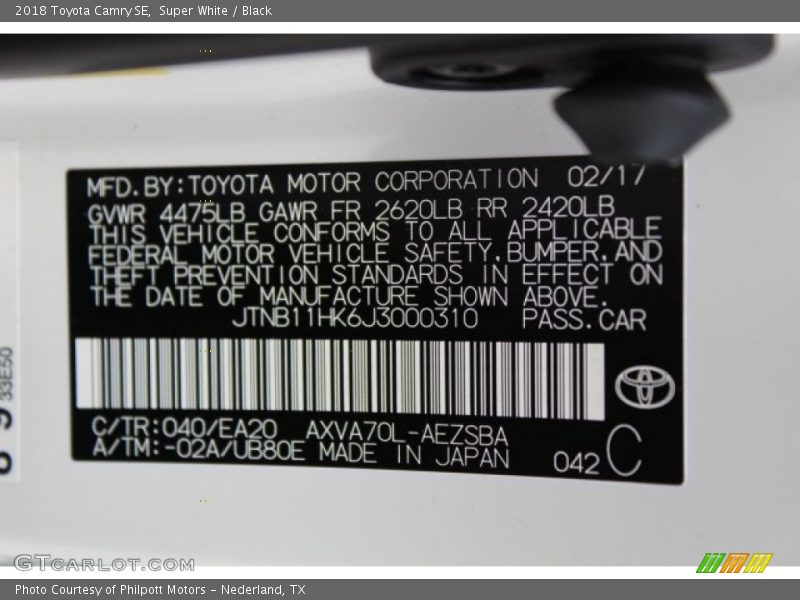 2018 Toyota Camry SE, Super White / Black
MFD.BY:TOYOTA MOTOR CORPORATION 02/17
GVWR 4475LB GAWR FR 2620LB RR 2420LB
THIS VEHICLE CONFORMS TO ALL APPLICABLE
FEDERAL MOTOR VEHICLE SAFETY,BUMPER,AND
THEFT PREVENTION STANDARDS IN EFFECT ON
THE DATE OF MANUFACTURE SHOWN ABOVE.
JTNB11HK6J3000310 PASS.CAR
C/TR:040/EA20 AXVA70L-AEZSBA
A/TM:-02A/UB80E MADE IN JAPAN 042 C
33E50
GTCARLOT.COM
Photo Courtesy of Philpott Motors - Nederland, TX